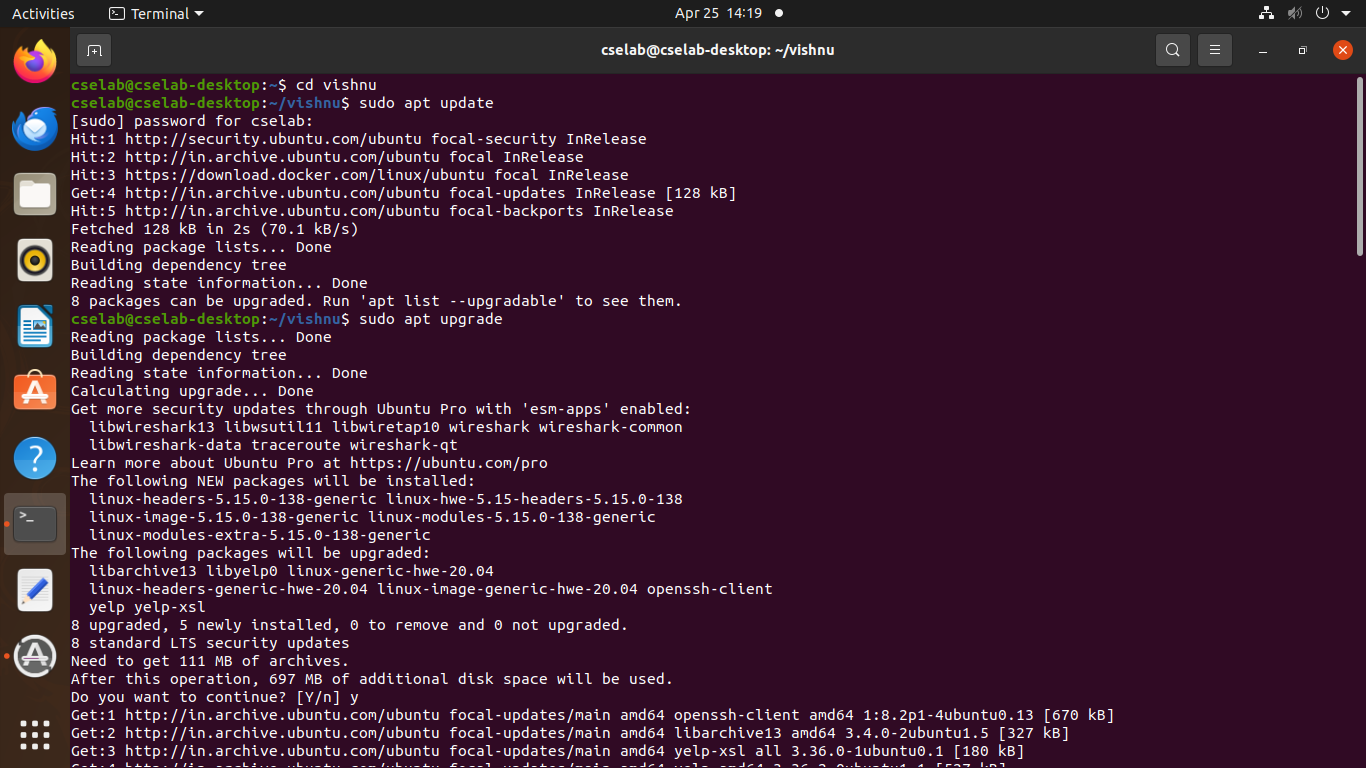 Activities
Terminal
Apr 25 14:19
cselab@cselab-desktop: ~/vishnu
cselab@cselab-desktop:~$ cd vishnu
cselab@cselab-desktop:~/vishnu$ sudo apt update
[sudo] password for cselab:
Hit:1 http://security.ubuntu.com/ubuntu focal-security InRelease
Hit:2 http://in.archive.ubuntu.com/ubuntu focal InRelease
Hit:3 https://download.docker.com/linux/ubuntu focal InRelease
Get:4 http://in.archive.ubuntu.com/ubuntu focal-updates InRelease [128 kB]
Hit:5 http://in.archive.ubuntu.com/ubuntu focal-backports InRelease
Fetched 128 kB in 2s (70.1 kB/s)
Reading package lists... Done
Building dependency tree
Reading state information... Done
8 packages can be upgraded. Run 'apt list --upgradable' to see them.
cselab@cselab-desktop:~/vishnu$ sudo apt upgrade
Reading package lists... Done
Building dependency tree
Reading state information... Done
Calculating upgrade... Done
Get more security updates through Ubuntu Pro with 'esm-apps' enabled:
  libwireshark13 libwsutil11 libwiretap10 wireshark wireshark-common
  libwireshark-data traceroute wireshark-qt
Learn more about Ubuntu Pro at https://ubuntu.com/pro
The following NEW packages will be installed:
  linux-headers-5.15.0-138-generic linux-hwe-5.15-headers-5.15.0-138
  linux-image-5.15.0-138-generic linux-modules-5.15.0-138-generic
  linux-modules-extra-5.15.0-138-generic
The following packages will be upgraded:
  libarchive13 libyelp0 linux-generic-hwe-20.04
  linux-headers-generic-hwe-20.04 linux-image-generic-hwe-20.04 openssh-client
  yelp yelp-xsl
8 upgraded, 5 newly installed, 0 to remove and 0 not upgraded.
8 standard LTS security updates
Need to get 111 MB of archives.
After this operation, 697 MB of additional disk space will be used.
Do you want to continue? [Y/n] y
Get:1 http://in.archive.ubuntu.com/ubuntu focal-updates/main amd64 openssh-client amd64 1:8.2p1-4ubuntu0.13 [670 kB]
Get:2 http://in.archive.ubuntu.com/ubuntu focal-updates/main amd64 libarchive13 amd64 3.4.0-2ubuntu1.5 [327 kB]
Get:3 http://in.archive.ubuntu.com/ubuntu focal-updates/main amd64 yelp-xsl all 3.36.0-1ubuntu0.1 [180 kB]